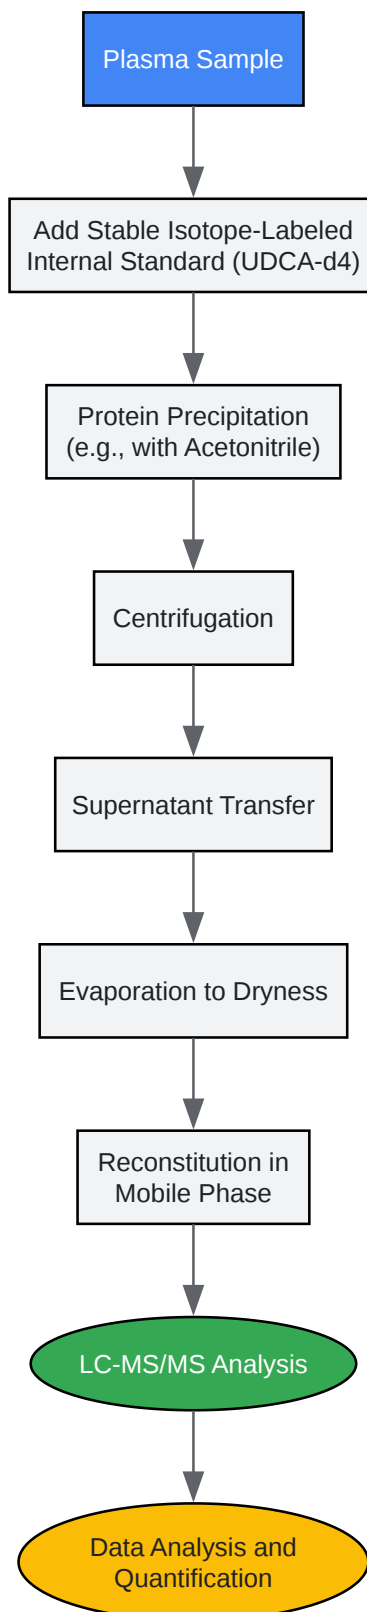 Plasma Sample
Add Stable Isotope-Labeled
Internal Standard (UDCA-d4)
Protein Precipitation
(e.g., with Acetonitrile)
Centrifugation
Supernatant Transfer
Evaporation to Dryness
Reconstitution in
Mobile Phase
LC-MS/MS Analysis
Data Analysis and
Quantification